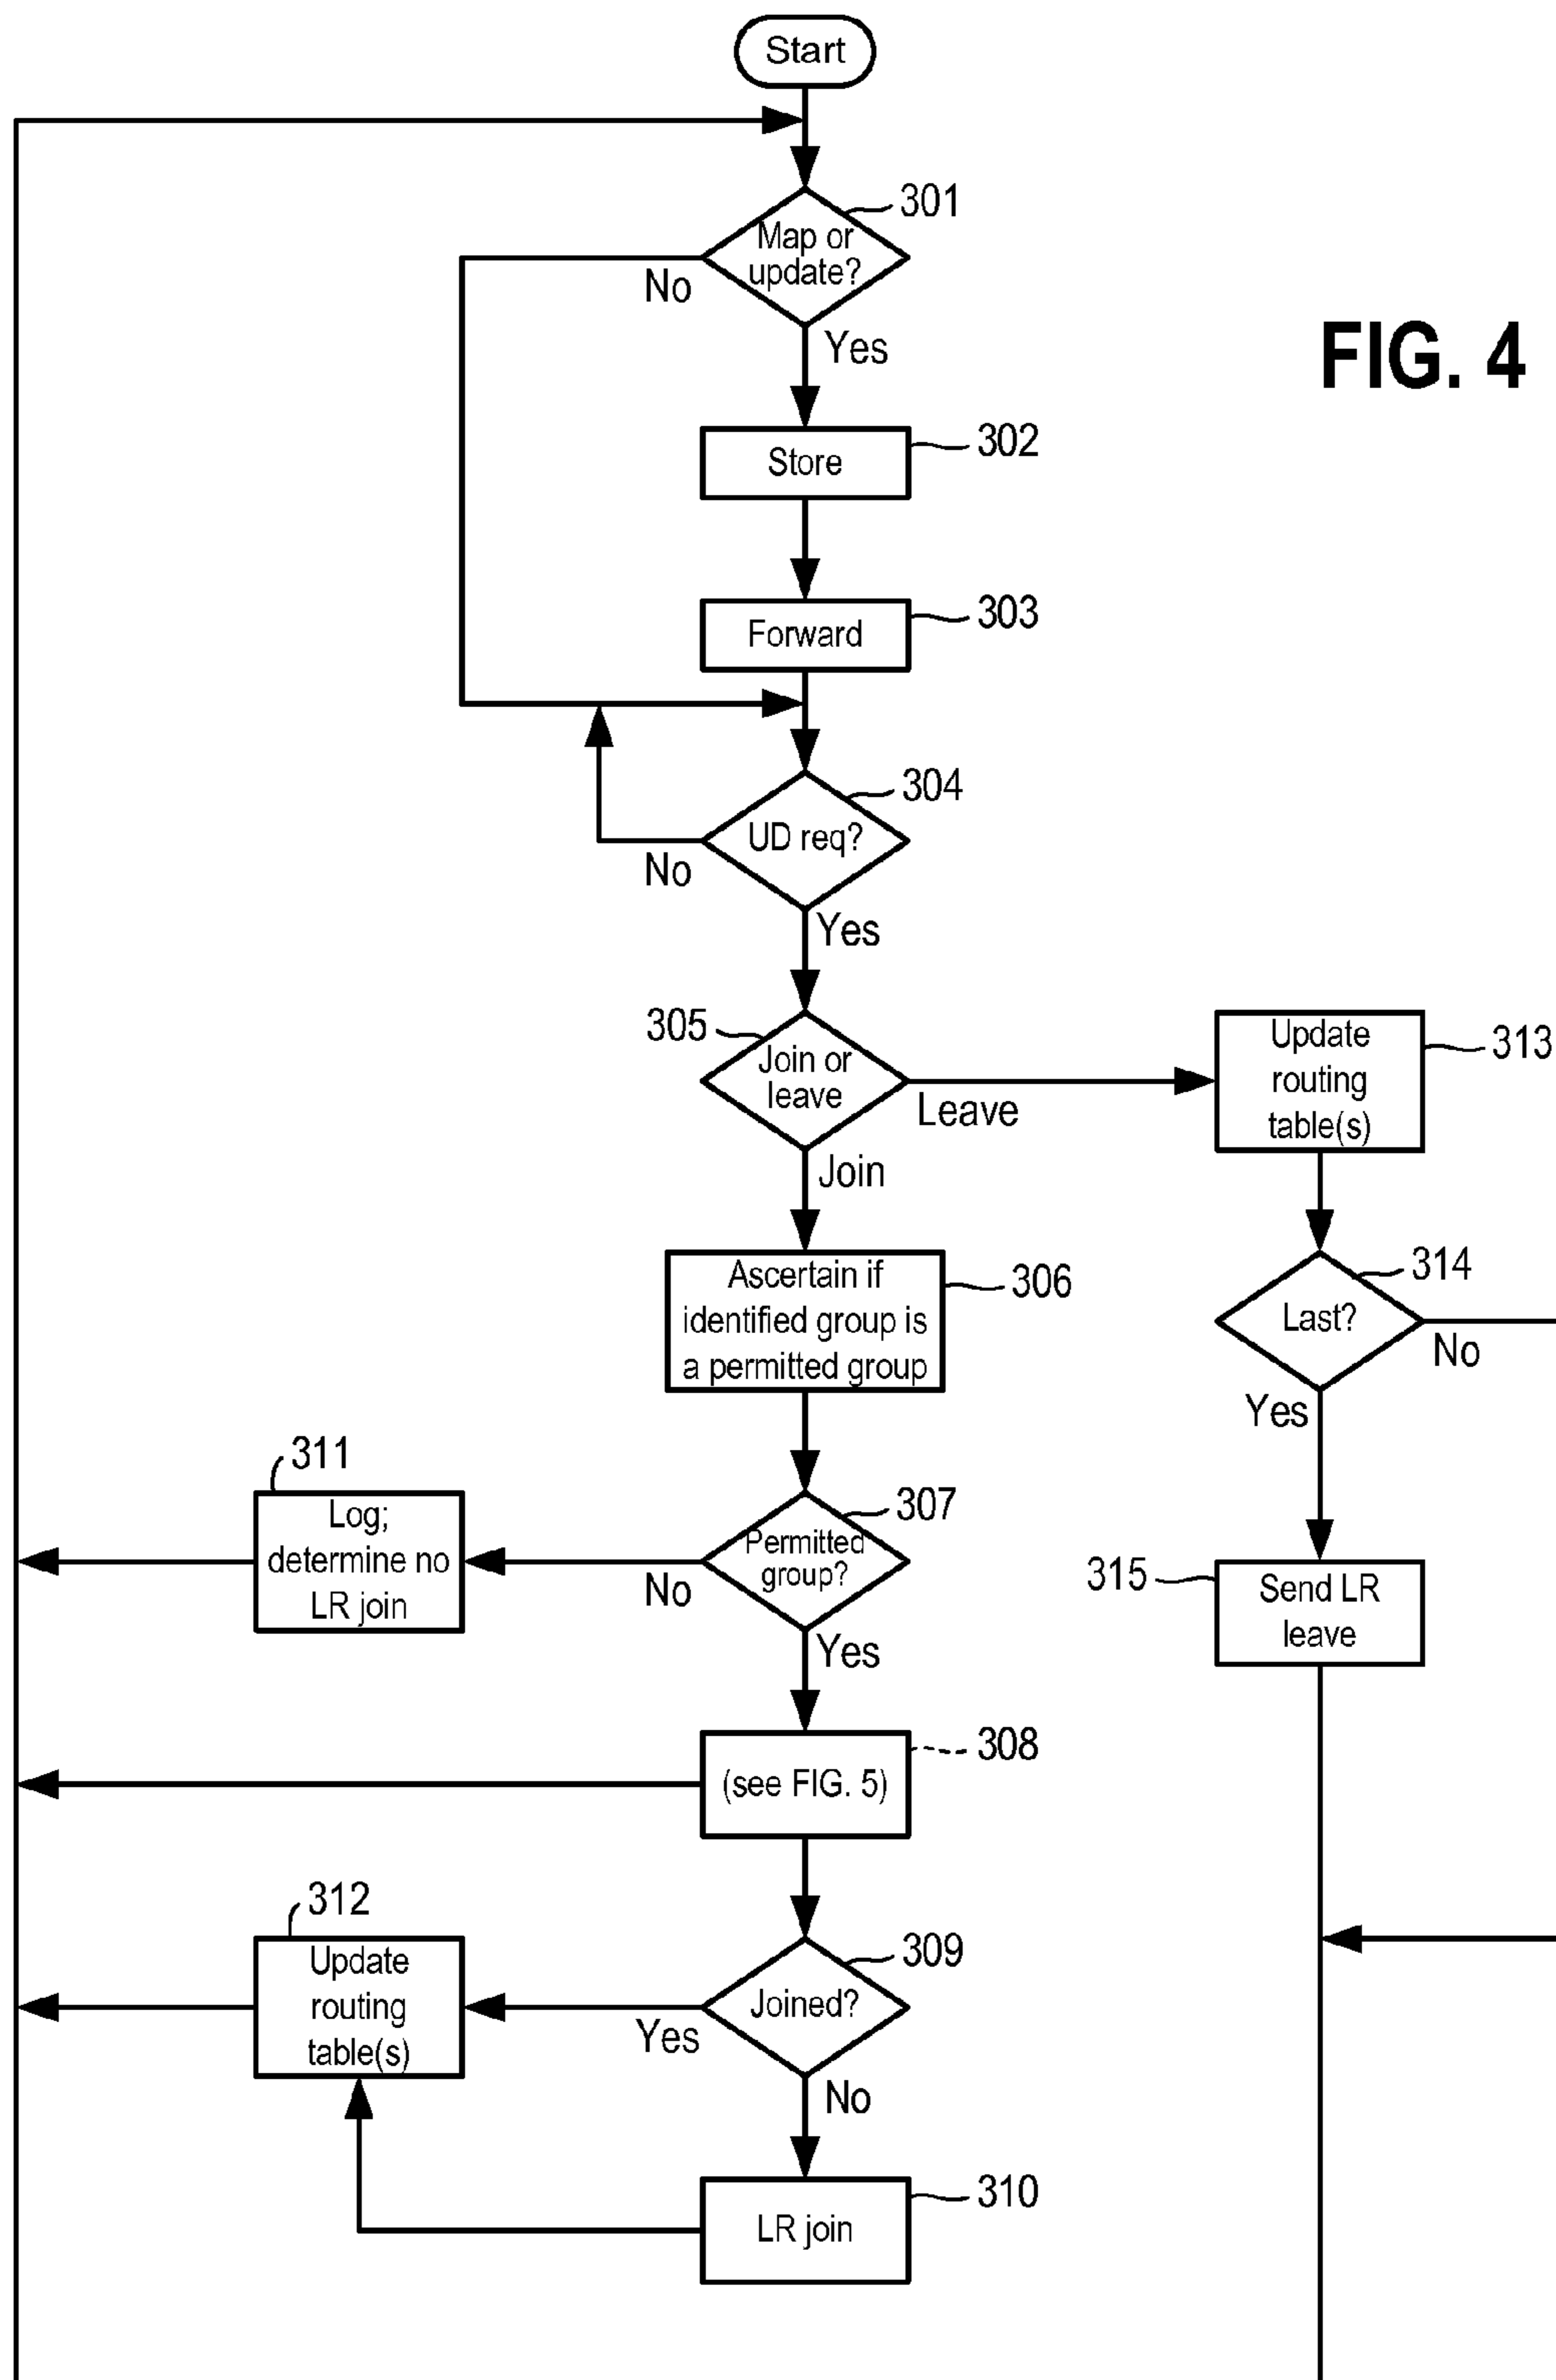 Start
301
Map or
update?
No
Yes
FIG. 4
302
Store
303
Forward
304
UD req?
No
Yes
305
Join or
leave
Leave
Join
Update
routing
table(s)
313
Ascertain if
identified group is
a permitted group
306
314
Last?
No
Yes
311
Log;
determine no
LR join
307
Permitted
group?
No
Yes
315
Send LR
leave
308
(see FIG. 5)
312
Update
routing
table(s)
309
Joined?
Yes
No
310
LR join